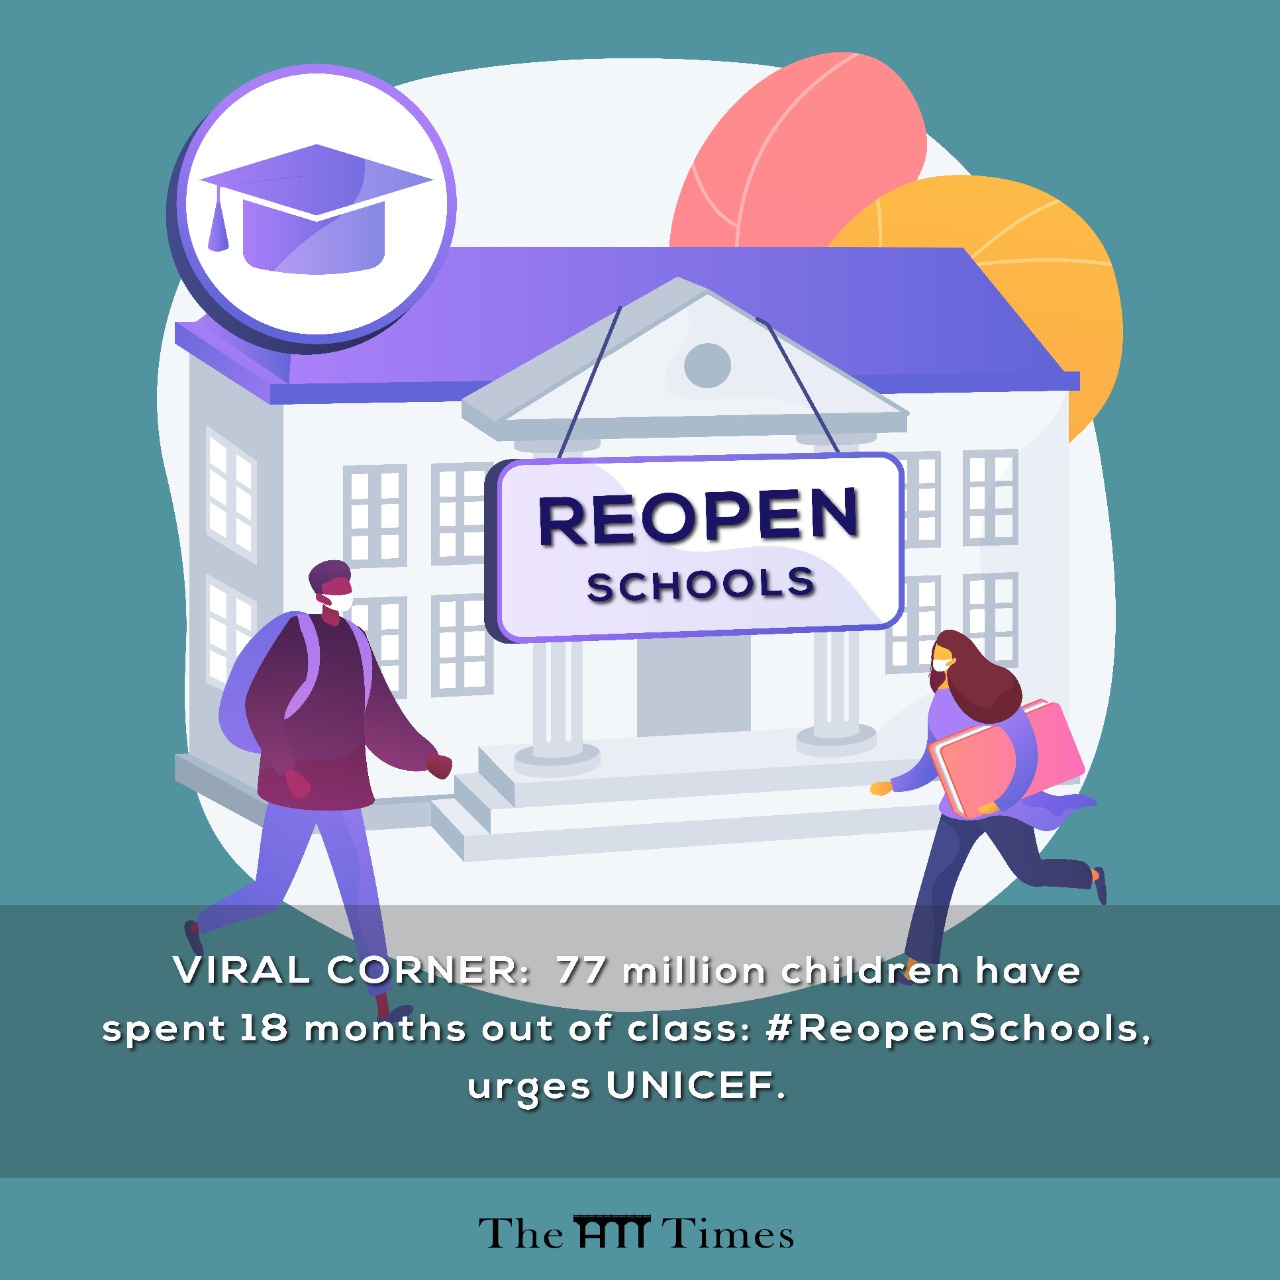 REOPEN
SCHOOLS
VIRAL CORNER: 77 million children have
spent 18 months out of class: #ReopenSchools,
urges UNICEF.
The ATT Times